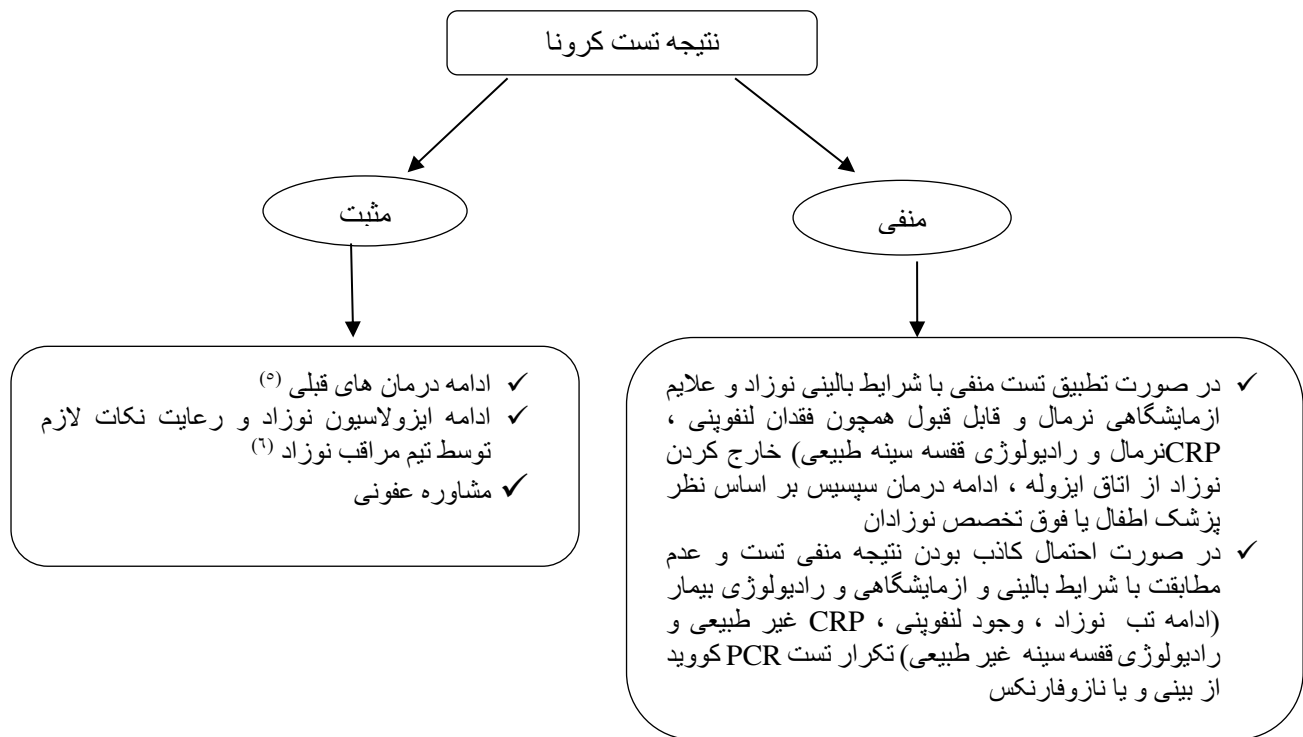 نتیجه تست کرونا
مثبت
منفی
✓ ادامه درمان های قبلی (٥)
✓ ادامه ایزولاسیون نوزاد و رعایت نکات لازم
توسط تیم مراقب نوزاد (٦)
✓ مشاوره عفونی
✓ در صورت تطبیق تست منفی با شرایط بالینی نوزاد و علایم
ازمایشگاهی نرمال و قابل قبول همچون فقدان لنفوپنی ،
CRPنرمال و رادیولوژی قفسه سینه طبیعی) خارج کردن
نوزاد از اتاق ایزوله ، ادامه درمان سپسیس بر اساس نظر
پزشک اطفال یا فوق تخصص نوزادان
✓ در صورت احتمال کاذب بودن نتیجه منفی تست و عدم
مطابقت با شرایط بالینی و ازمایشگاهی و رادیولوژی بیمار
(ادامه تب نوزاد ، وجود لنفوپنی ، CRP غیر طبیعی و
رادیولوژی قفسه سینه غیر طبیعی) تکرار تست PCR کووید
از بینی و یا نازوفارنکس